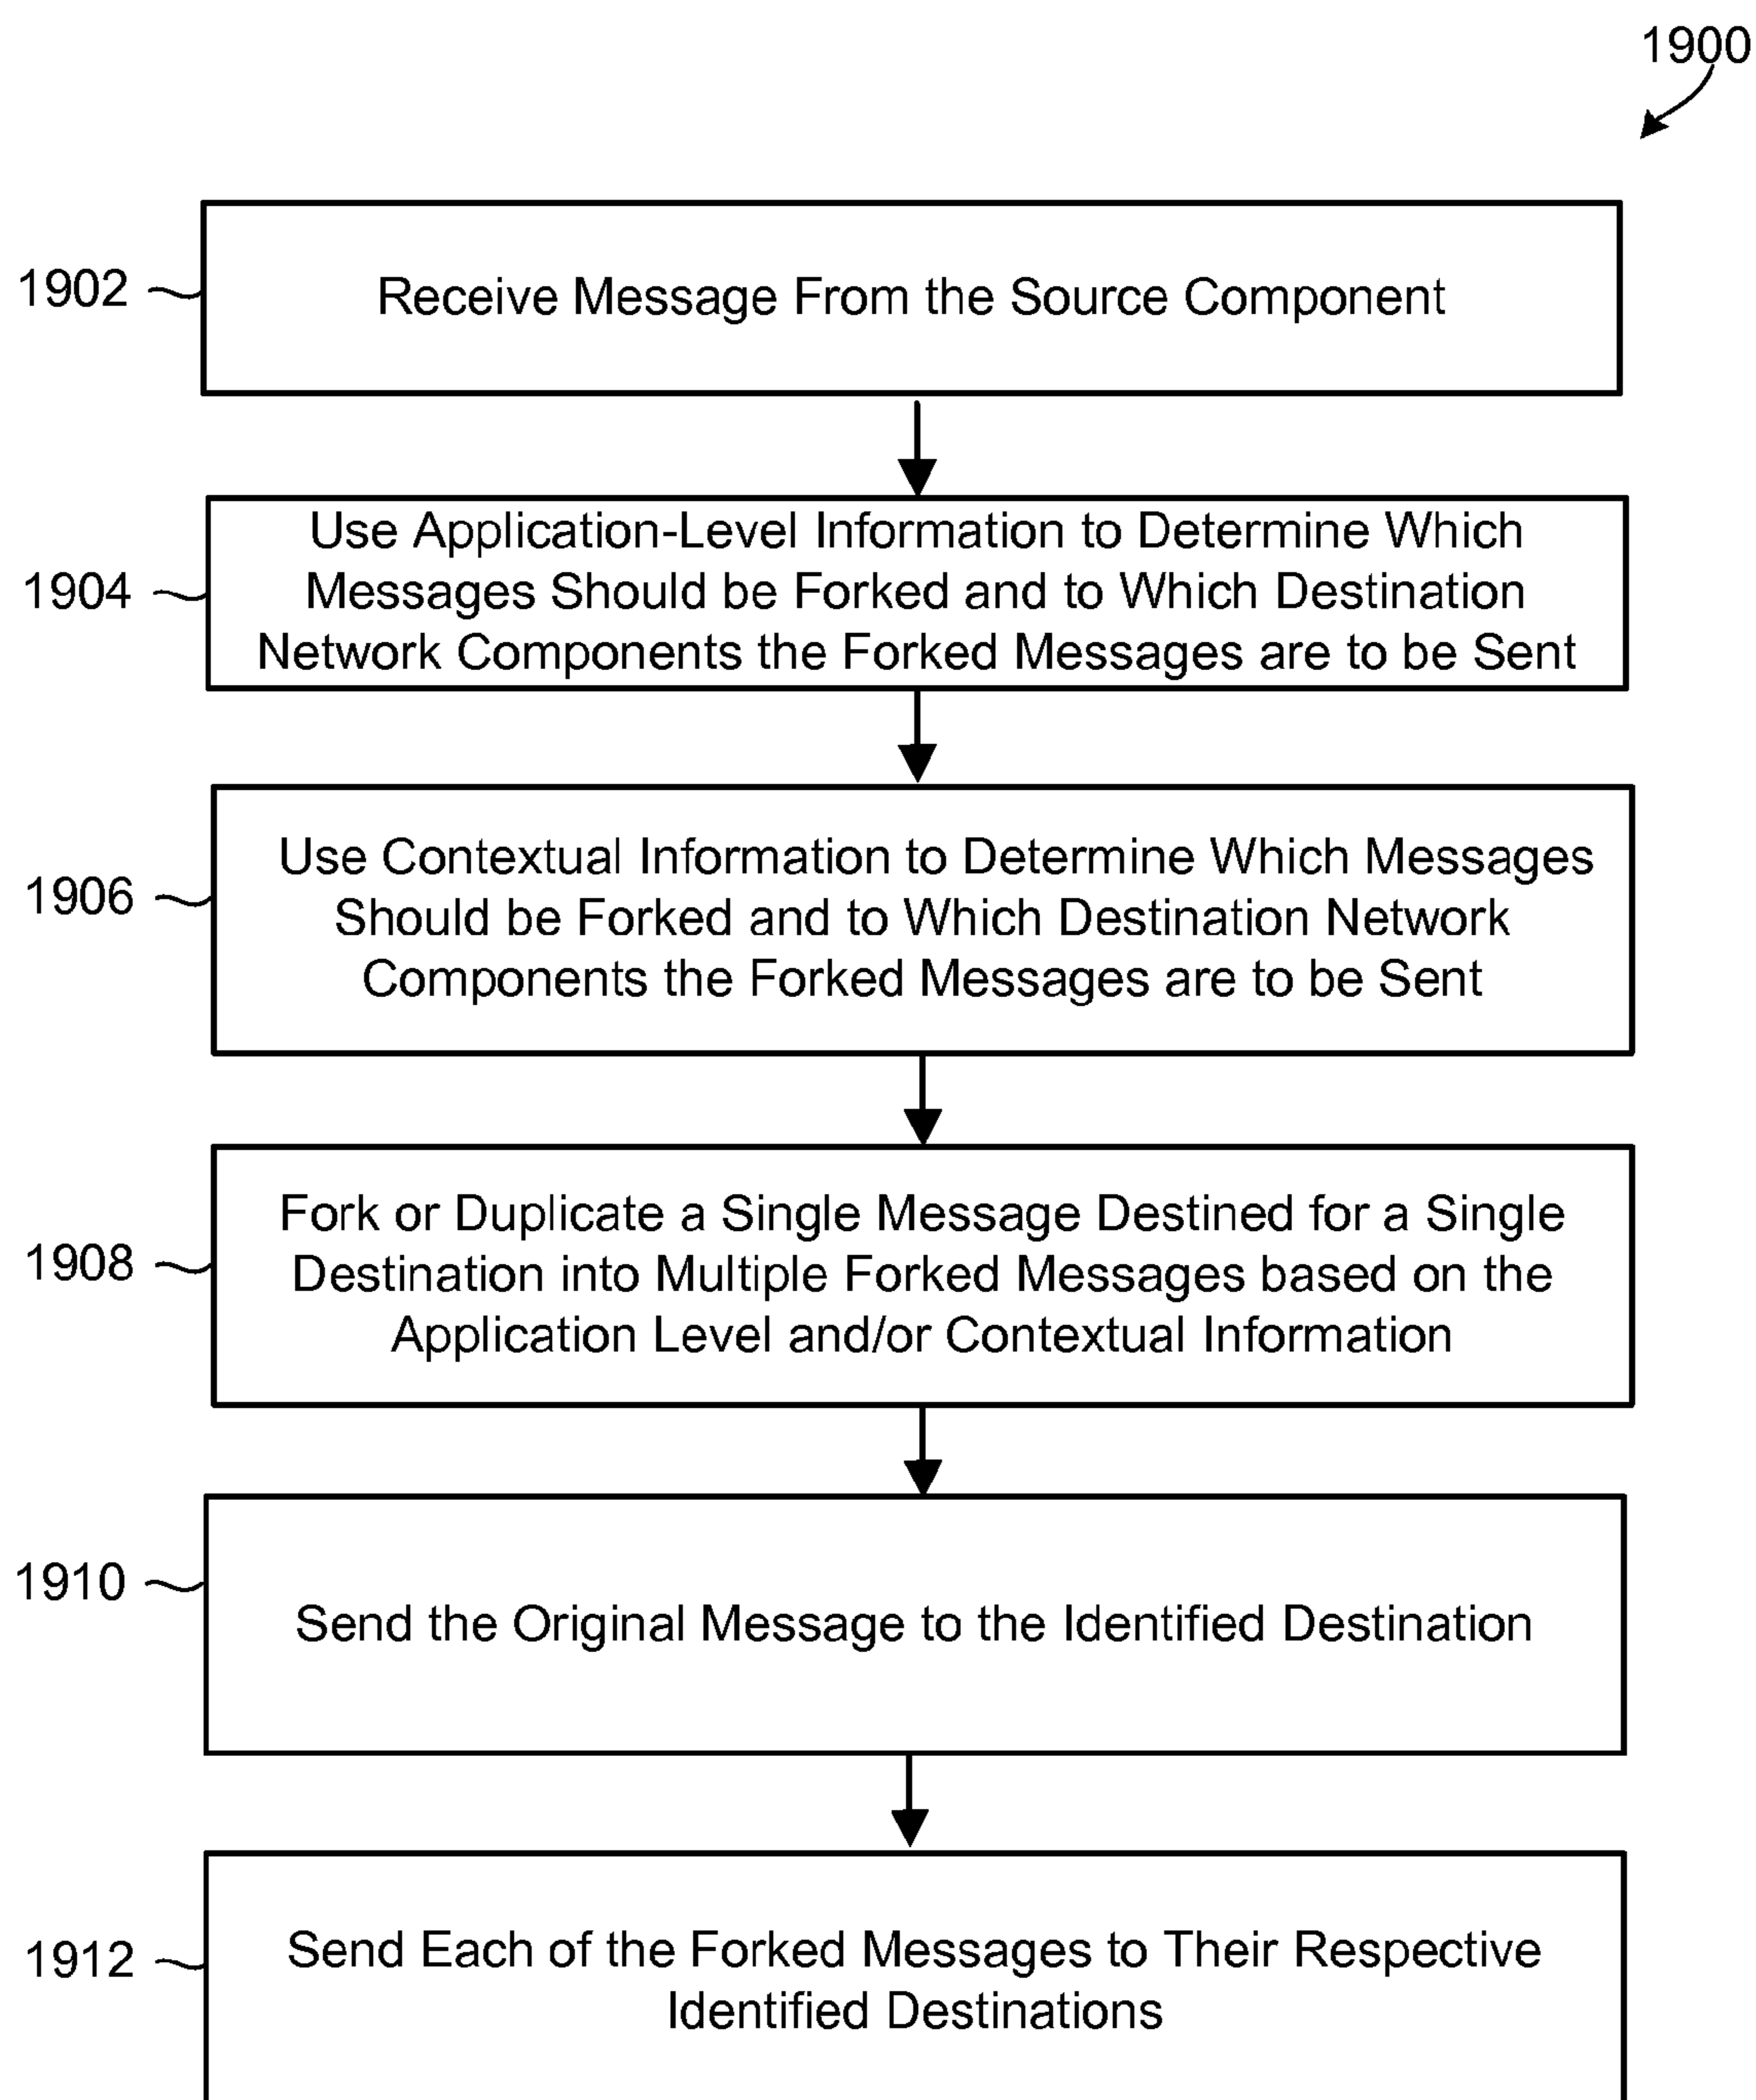 1900
1902
Receive Message From the Source Component
1904
Use Application-Level Information to Determine Which
Messages Should be Forked and to Which Destination
Network Components the Forked Messages are to be Sent
1906
Use Contextual Information to Determine Which Messages
Should be Forked and to Which Destination Network
Components the Forked Messages are to be Sent
1908
Fork or Duplicate a Single Message Destined for a Single
Destination into Multiple Forked Messages based on the
Application Level and/or Contextual Information
1910
Send the Original Message to the Identified Destination
1912
Send Each of the Forked Messages to Their Respective
Identified Destinations